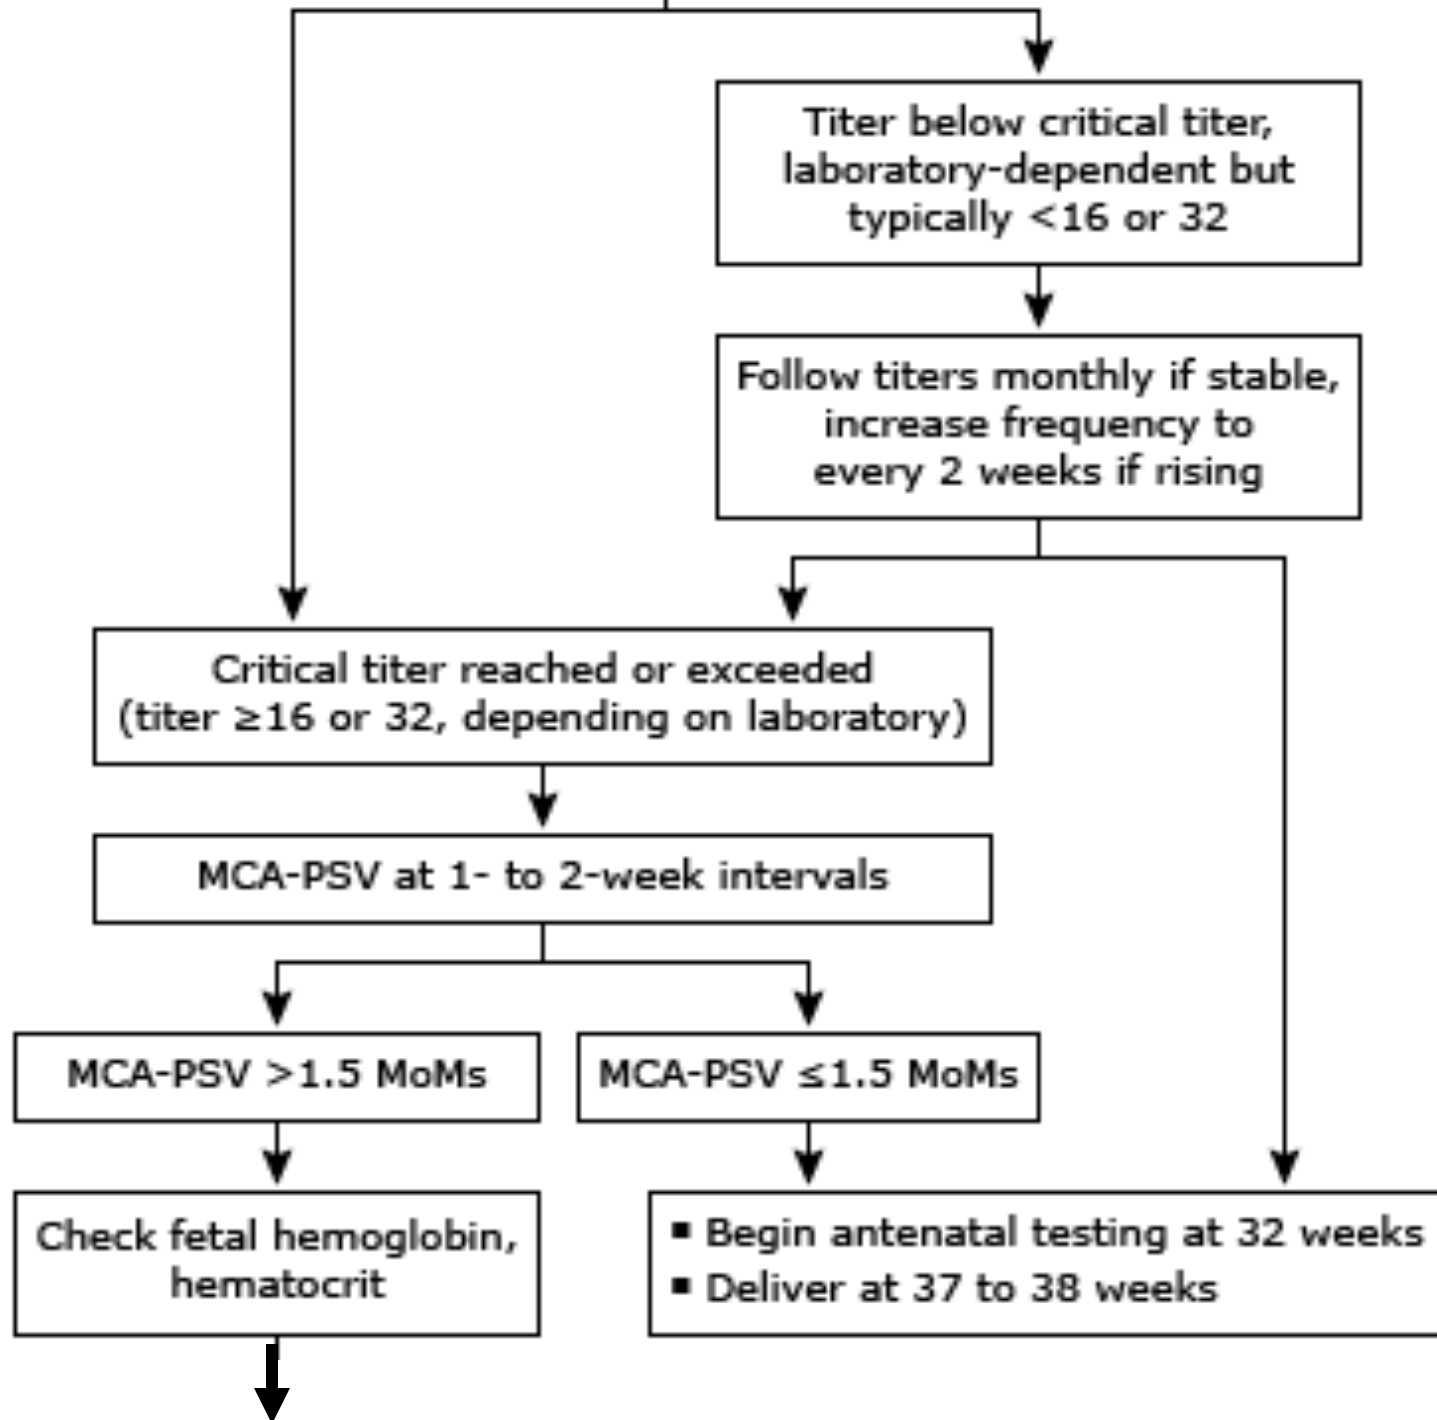 Titer below critical titer,
laboratory-dependent but
typically <16 or 32
Follow titers monthly if stable,
increase frequency to
every 2 weeks if rising
Critical titer reached or exceeded
(titer ≥16 or 32, depending on laboratory)
MCA-PSV at 1- to 2-week intervals
MCA-PSV >1.5 MoMs
MCA-PSV ≤1.5 MoMs
Check fetal hemoglobin,
hematocrit
▪ Begin antenatal testing at 32 weeks
▪ Deliver at 37 to 38 weeks